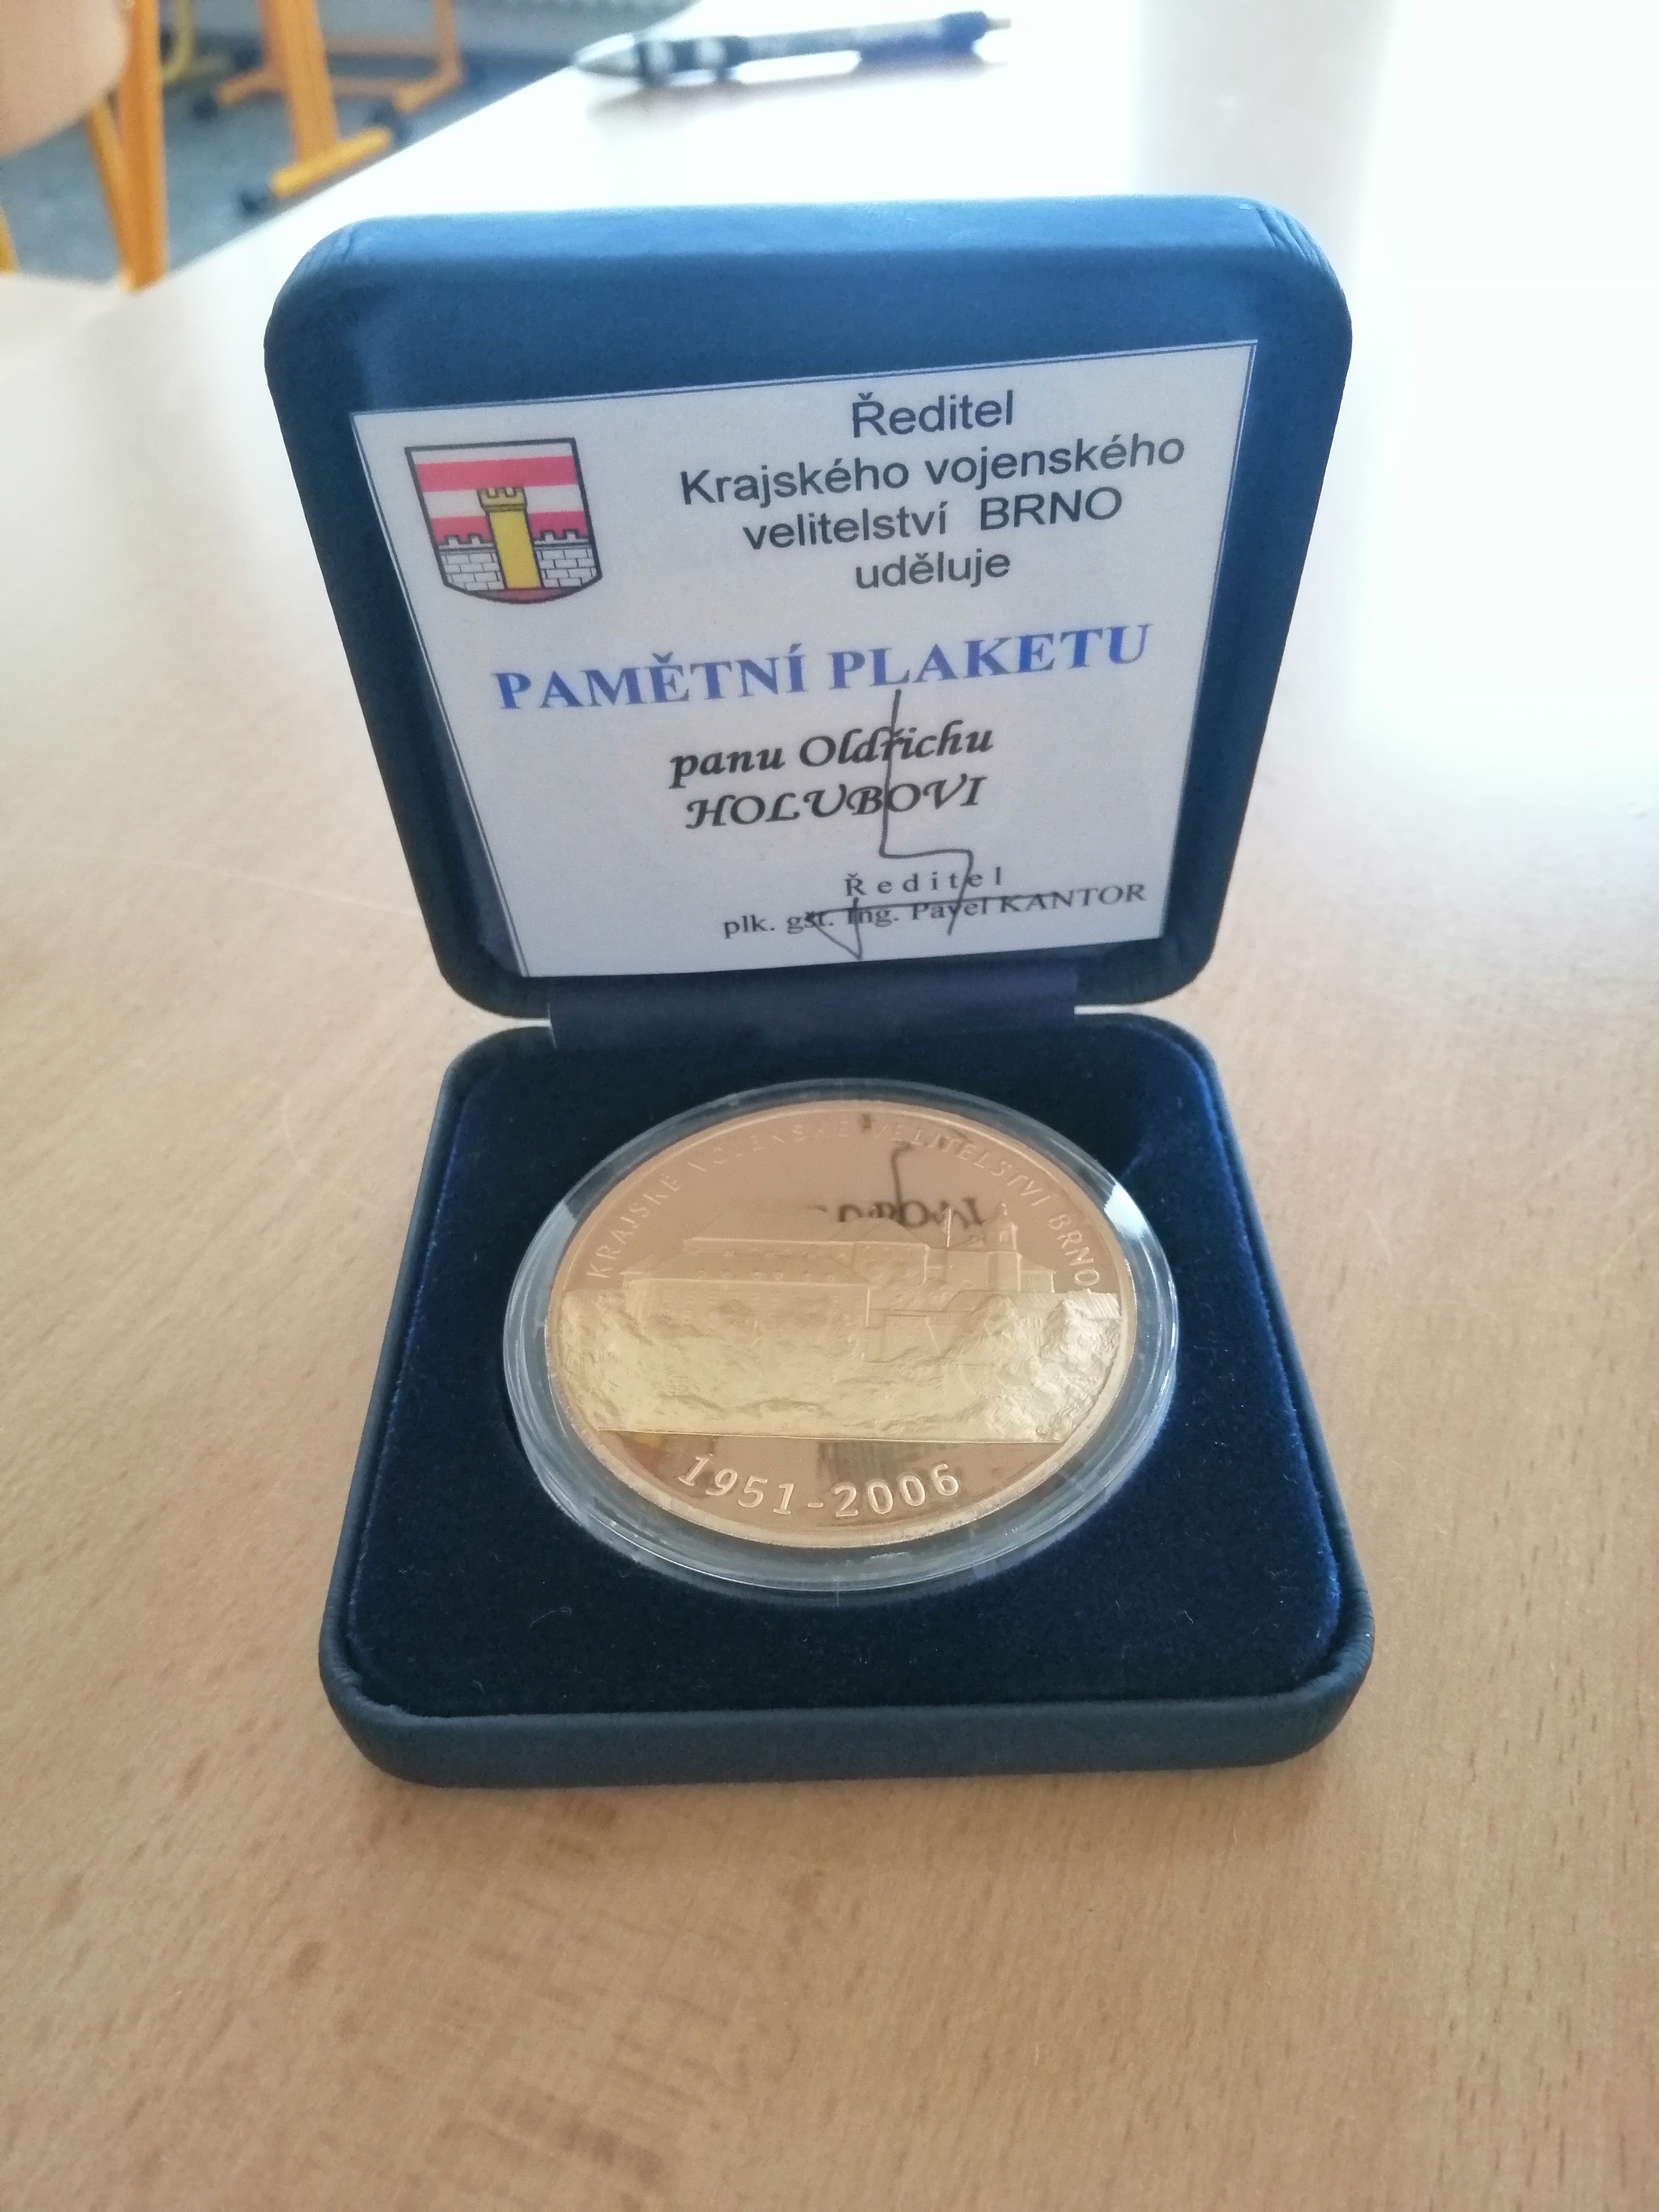 Ředitel
Krajského vojenského
velitelství BRNO
uděluje
PAMĚTNÍ PLAKETU
panu Oldřichu
HOLUBOVI
Ředitel
plk. gšt. Ing. Pavel KANTOR
KRAJSKÉ VOJENSKÉ VELITELSTVÍ BRNO
1951-2006